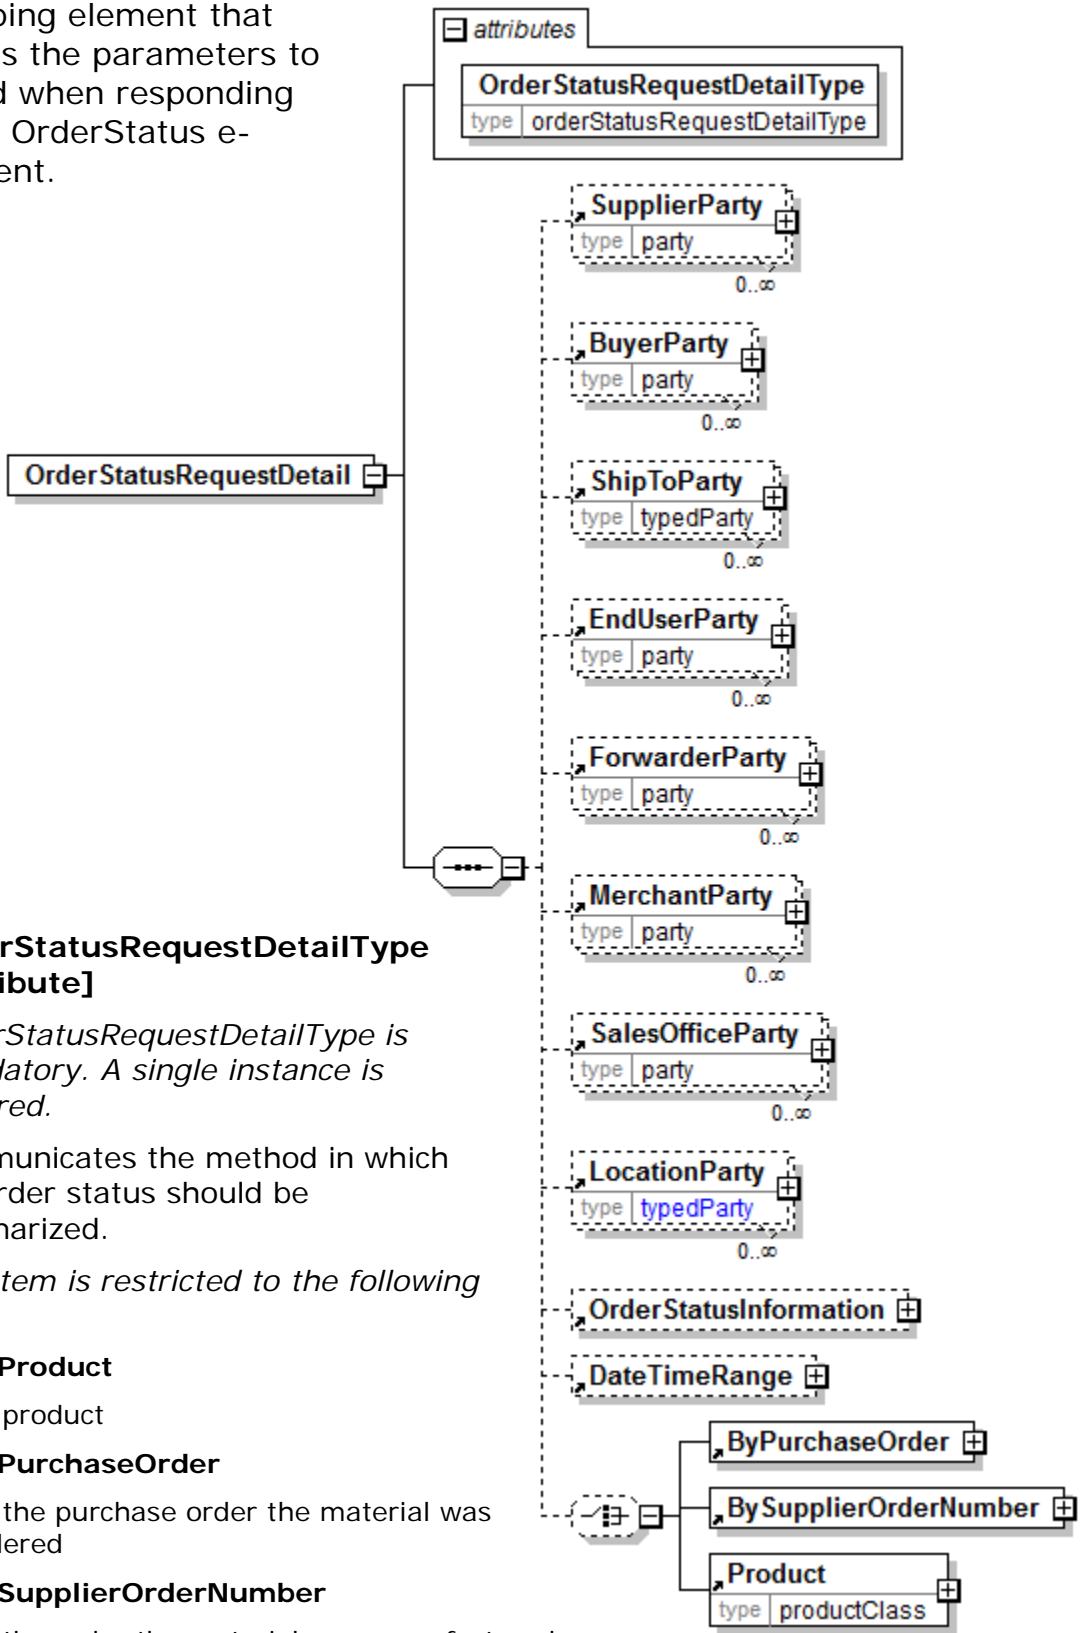 ping element that
s the parameters to
d when responding
OrderStatus e-
ent.
attributes
OrderStatusRequestDetailType
type orderStatusRequestDetailType
SupplierParty
type party
0..∞
BuyerParty
type party
0..∞
OrderStatusRequestDetail
ShipToParty
type typedParty
0..∞
EndUserParty
type party
0..∞
ForwarderParty
type party
0..∞
MerchantParty
type party
0..∞
SalesOfficeParty
type party
0..∞
LocationParty
type typedParty
0..∞
OrderStatusInformation
DateTimeRange
ByPurchaseOrder
BySupplierOrderNumber
Product
type productClass
rStatusRequestDetailType
ibute]
rStatusRequestDetailType is
datory. A single instance is
red.
municates the method in which
rder status should be
narized.
tem is restricted to the following
Product
product
PurchaseOrder
the purchase order the material was
lered
SupplierOrderNumber